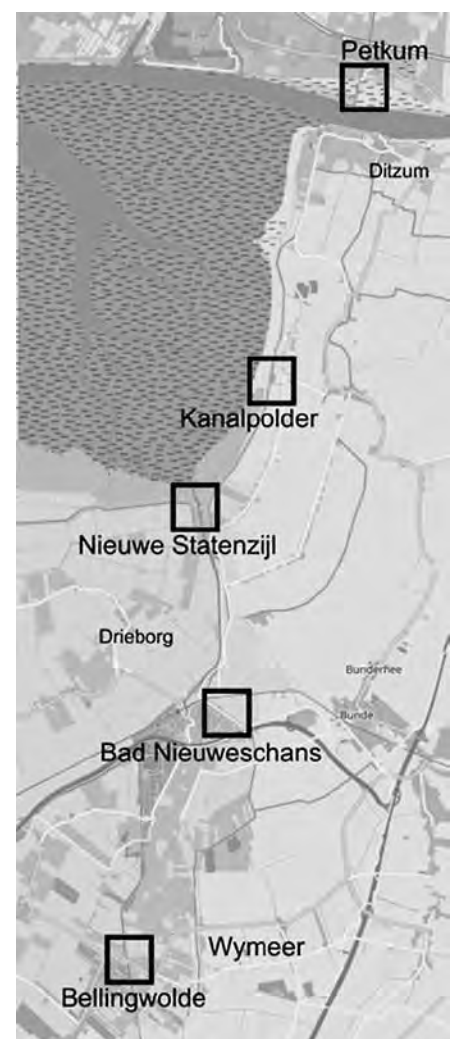 Petkum
Ditzum
Kanalpolder
Nieuwe Statenzijl
Drieborg
Bunderhee
Bunde
Bad Nieuweschans
Wymeer
Bellingwolde